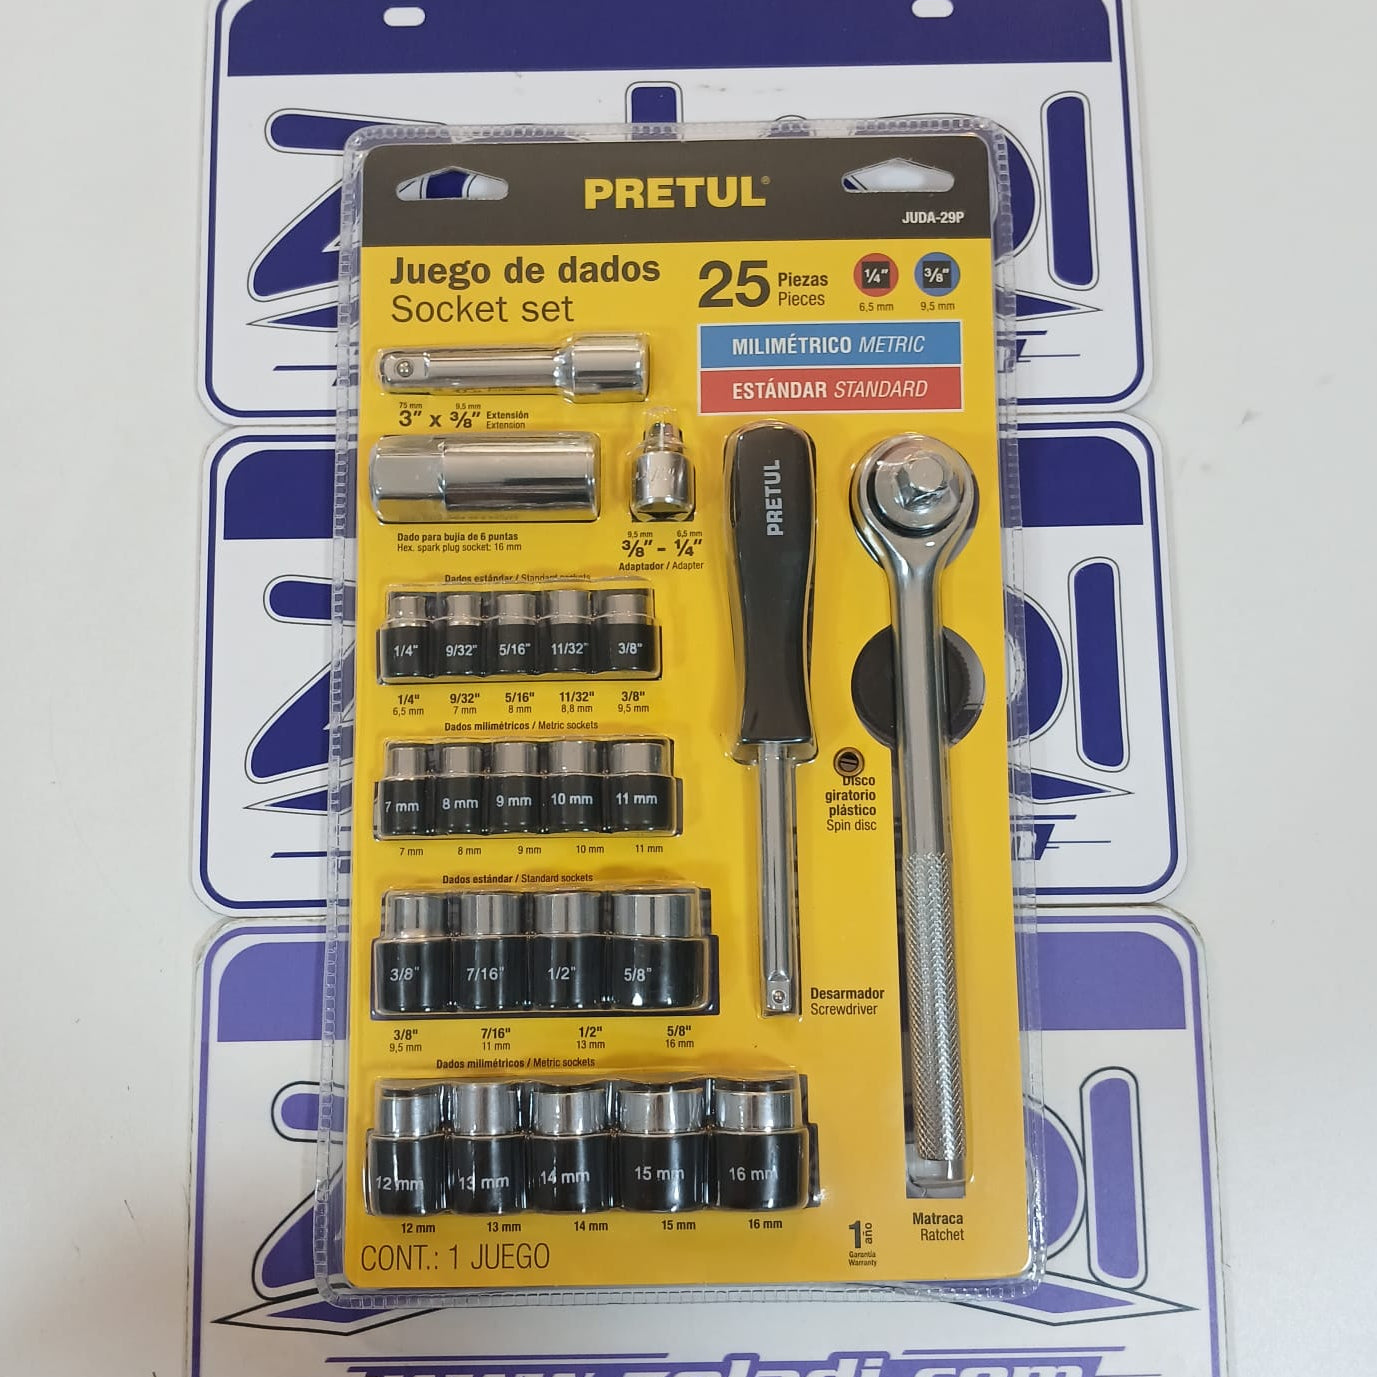 PRETUL®
JUDA-29P
Juego de dados
Socket set
25 Piezas
Pieces
1/4"
3/8"
6,5 mm
9,5 mm
MILIMÉTRICO METRIC
ESTÁNDAR STANDARD
75 mm 9,5 mm
3" x 3/8" Extensión
Extension
PRETUL
Dado para bujía de 6 puntas
Hex. spark plug socket: 16 mm
9,5 mm 6,5 mm
3/8" - 1/4"
Adaptador / Adapter
Dados estándar / Standard sockets
1/4" 9/32" 5/16" 11/32" 3/8"
1/4" 9/32" 5/16" 11/32" 3/8"
6,5 mm 7 mm 8 mm 8,8 mm 9,5 mm
Dados milimétricos / Metric sockets
7 mm 8 mm 9 mm 10 mm 11 mm
7 mm 8 mm 9 mm 10 mm 11 mm
Disco
giratorio
plástico
Spin disc
Dados estándar / Standard sockets
3/8" 7/16" 1/2" 5/8"
3/8" 7/16" 1/2" 5/8"
9,5 mm 11 mm 13 mm 16 mm
Desarmador
Screwdriver
Dados milimétricos / Metric sockets
12 mm 13 mm 14 mm 15 mm 16 mm
12 mm 13 mm 14 mm 15 mm 16 mm
CONT.: 1 JUEGO
1 año
Garantía
Warranty
Matraca
Ratchet